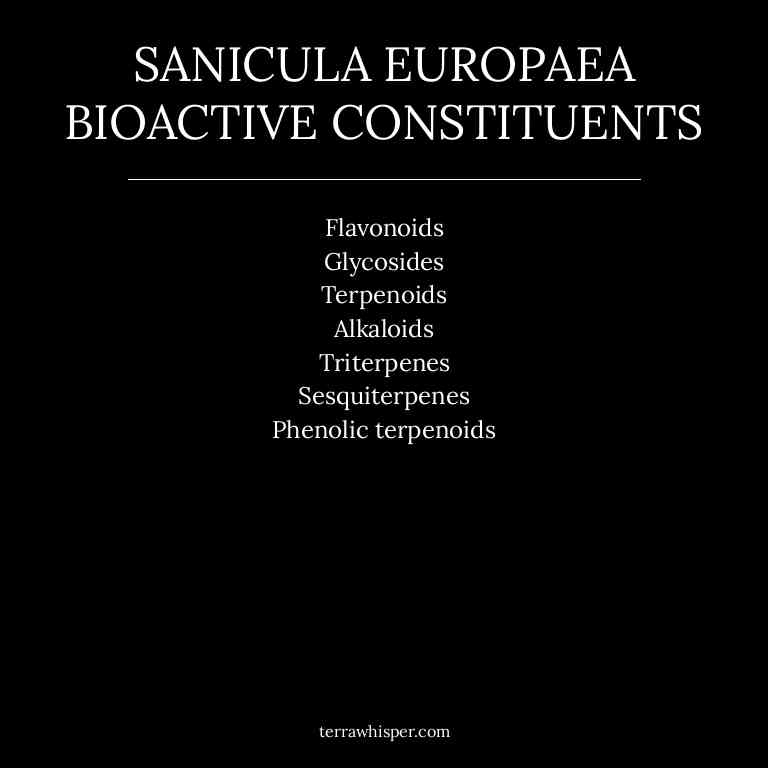 SANICULA EUROPAEA
BIOACTIVE CONSTITUENTS
Flavonoids
Glycosides
Terpenoids
Alkaloids
Triterpenes
Sesquiterpenes
Phenolic terpenoids
terrawhisper.com